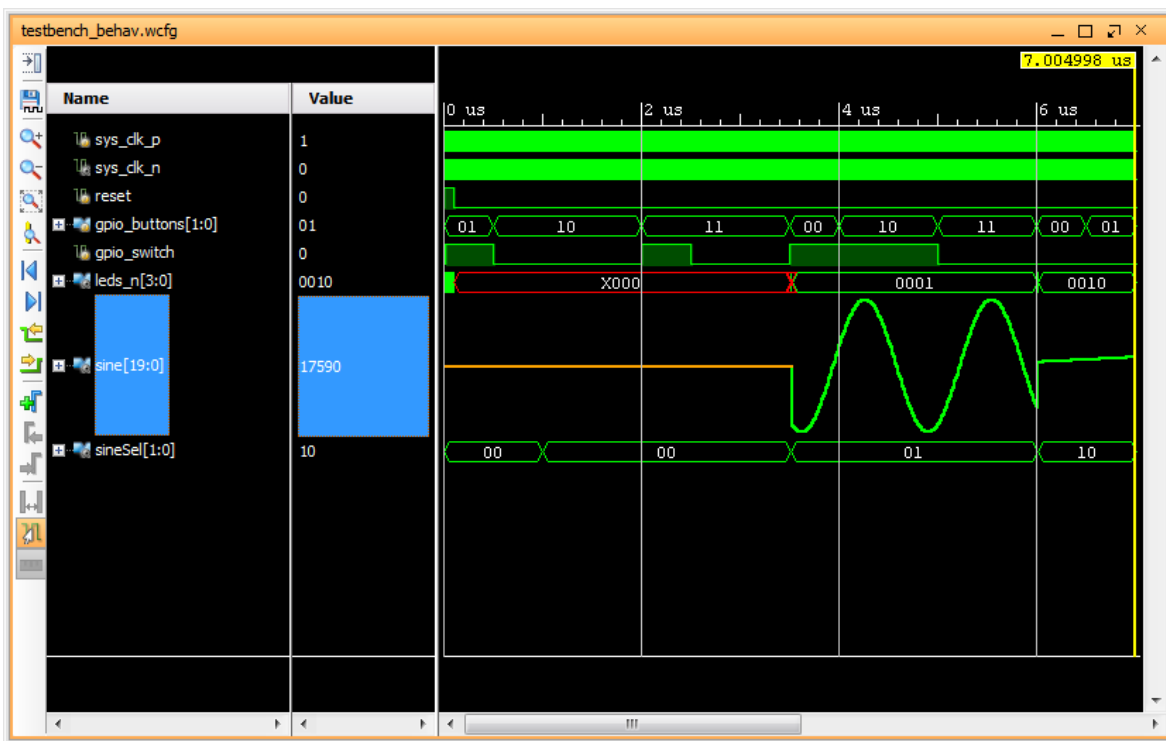 testbench_behav.wcfg
7.004998 us
Name Value
0 us 2 us 4 us 6 us
sys_clk_p 1
sys_clk_n 0
reset 0
gpio_buttons[1:0] 01 01 10 11 00 10 11 00 01
gpio_switch 0
leds_n[3:0] 0010 X000 0001 0010
sine[19:0] 17590
sineSel[1:0] 10 00 00 01 10